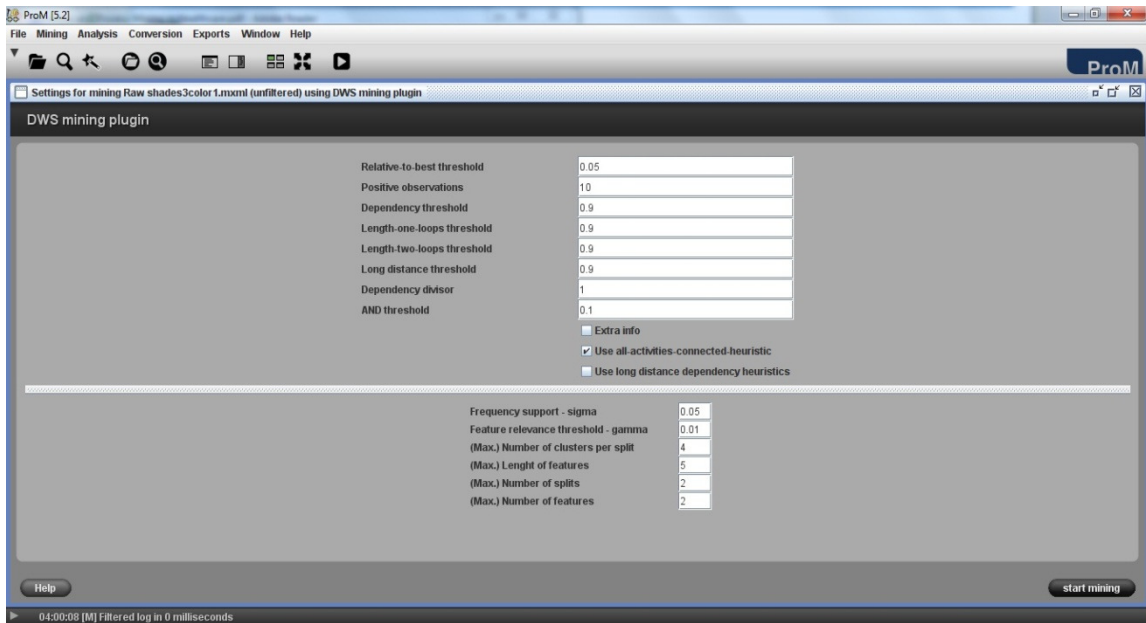 ProM [5.2]
File Mining Analysis Conversion Exports Window Help
ProM
Settings for mining Raw shades3color1.mxml (unfiltered) using DWS mining plugin
DWS mining plugin
Relative-to-best threshold 0.05
Positive observations 10
Dependency threshold 0.9
Length-one-loops threshold 0.9
Length-two-loops threshold 0.9
Long distance threshold 0.9
Dependency divisor 1
AND threshold 0.1
Extra info
Use all-activities-connected-heuristic
Use long distance dependency heuristics
Frequency support - sigma 0.05
Feature relevance threshold - gamma 0.01
(Max.) Number of clusters per split 4
(Max.) Lenght of features 5
(Max.) Number of splits 2
(Max.) Number of features 2
Help
start mining
04:00:08 [M] Filtered log in 0 milliseconds